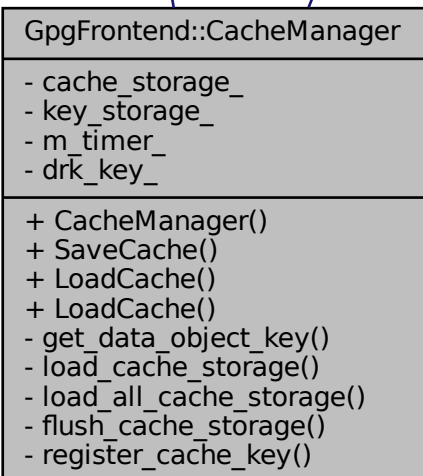 GpgFrontend::CacheManager
- cache_storage_
- key_storage_
- m_timer_
- drk_key_
+ CacheManager()
+ SaveCache()
+ LoadCache()
+ LoadCache()
- get_data_object_key()
- load_cache_storage()
- load_all_cache_storage()
- flush_cache_storage()
- register_cache_key()